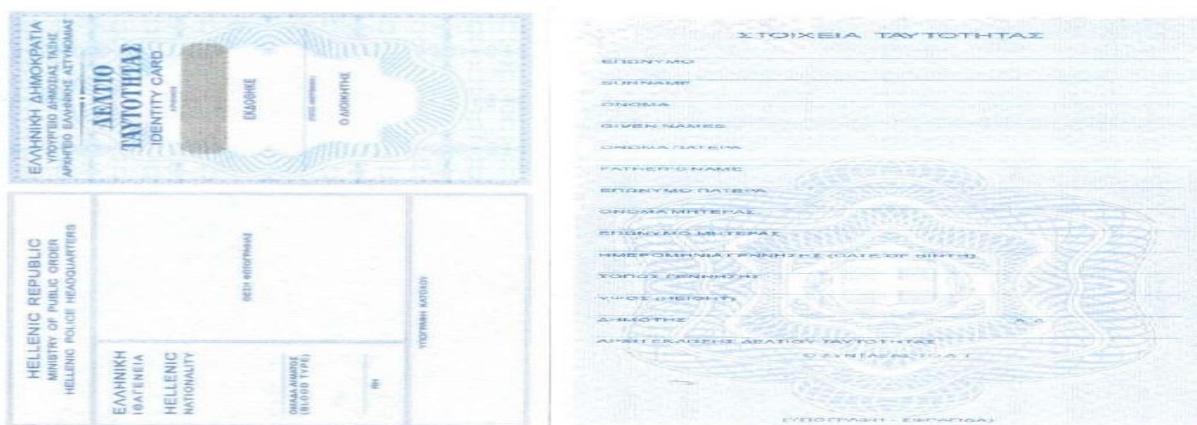 ΕΛΛΗΝΙΚΗ ΔΗΜΟΚΡΑΤΙΑ
ΥΠΟΥΡΓΕΙΟ ΔΗΜΟΣΙΑΣ ΤΑΞΗΣ
ΑΡΧΗΓΕΙΟ ΕΛΛΗΝΙΚΗΣ ΑΣΤΥΝΟΜΙΑΣ
ΔΕΛΤΙΟ
ΤΑΥΤΟΤΗΤΑΣ
IDENTITY CARD
ΕΚΔΟΘΗΚΕ
Ο ΔΙΟΙΚΗΤΗΣ
HELLENIC REPUBLIC
MINISTRY OF PUBLIC ORDER
HELLENIC POLICE HEADQUARTERS
ΘΕΣΗ ΦΩΤΟΓΡΑΦΙΑΣ
ΕΛΛΗΝΙΚΗ
ΙΘΑΓΕΝΕΙΑ
HELLENIC
NATIONALITY
ΟΜΑΔΑ ΑΙΜΑΤΟΣ
(BLOOD TYPE)
RH
ΥΠΟΓΡΑΦΗ ΚΑΤΟΧΟΥ
ΣΤΟΙΧΕΙΑ ΤΑΥΤΟΤΗΤΑΣ
ΕΠΩΝΥΜΟ
SURNAME
ΟΝΟΜΑ
GIVEN NAMES
ΟΝΟΜΑ ΠΑΤΕΡΑ
FATHER'S NAME
ΕΠΩΝΥΜΟ ΠΑΤΕΡΑ
ΟΝΟΜΑ ΜΗΤΕΡΑΣ
ΕΠΩΝΥΜΟ ΜΗΤΕΡΑΣ
ΗΜΕΡΟΜΗΝΙΑ ΓΕΝΝΗΣΗΣ (DATE OF BIRTH)
ΤΟΠΟΣ ΓΕΝΝΗΣΗΣ
ΥΨΟΣ (HEIGHT)
ΔΗΜΟΤΗΣ Α.Δ.
ΑΡΧΗ ΕΚΔΟΣΗΣ ΔΕΛΤΙΟΥ ΤΑΥΤΟΤΗΤΑΣ
(ΥΠΟΓΡΑΦΗ - ΣΦΡΑΓΙΔΑ)